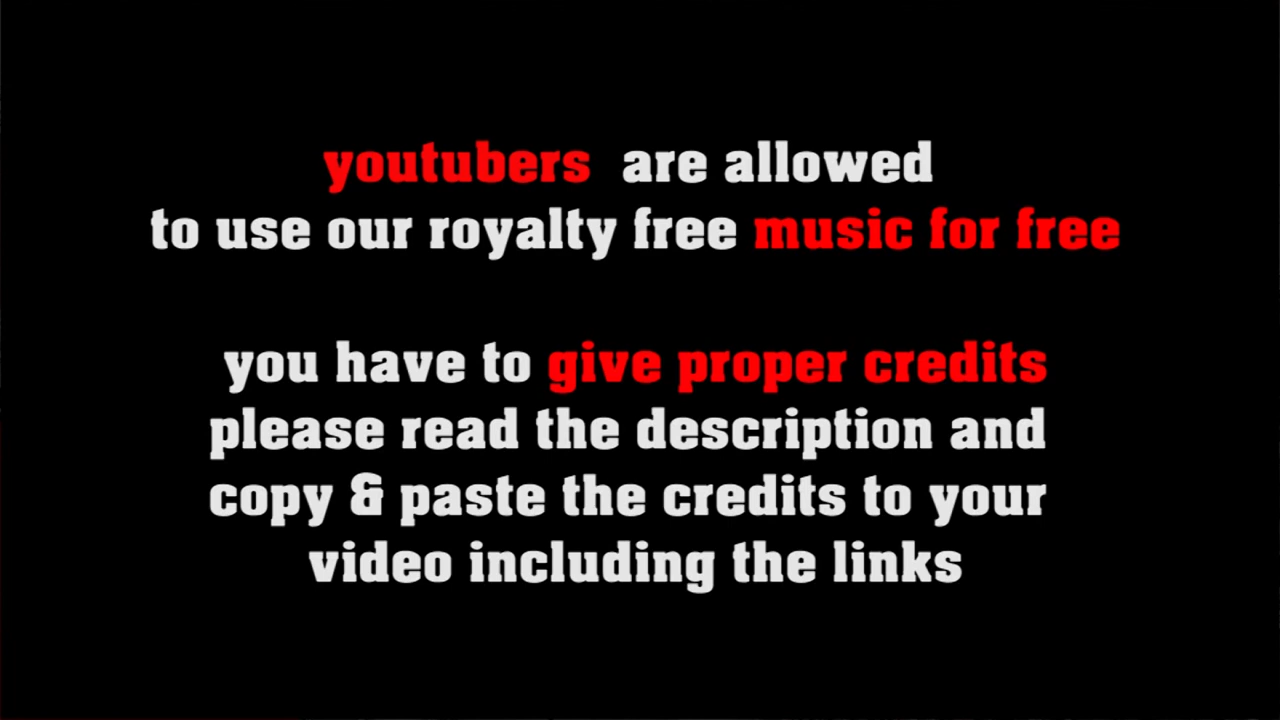 youtubers are allowed
to use our royalty free music for free
you have to give proper credits
please read the description and
copy & paste the credits to your
video including the links